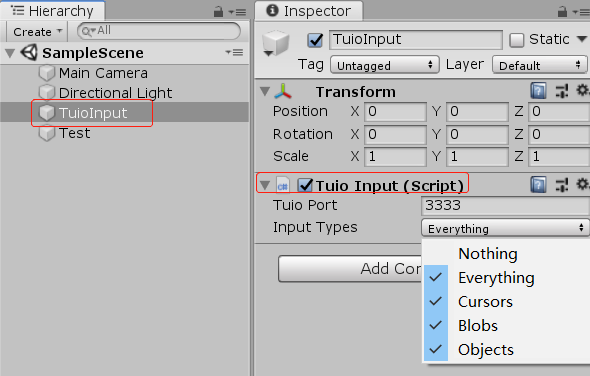 Hierarchy
Create
All
SampleScene
Main Camera
Directional Light
TuioInput
Test
Inspector
TuioInput
Static
Tag Untagged Layer Default
Transform
Position X 0 Y 0 Z 0
Rotation X 0 Y 0 Z 0
Scale X 1 Y 1 Z 1
C#
Tuio Input (Script)
Tuio Port 3333
Input Types Everything
Nothing
Everything
Cursors
Blobs
Objects
Add Co